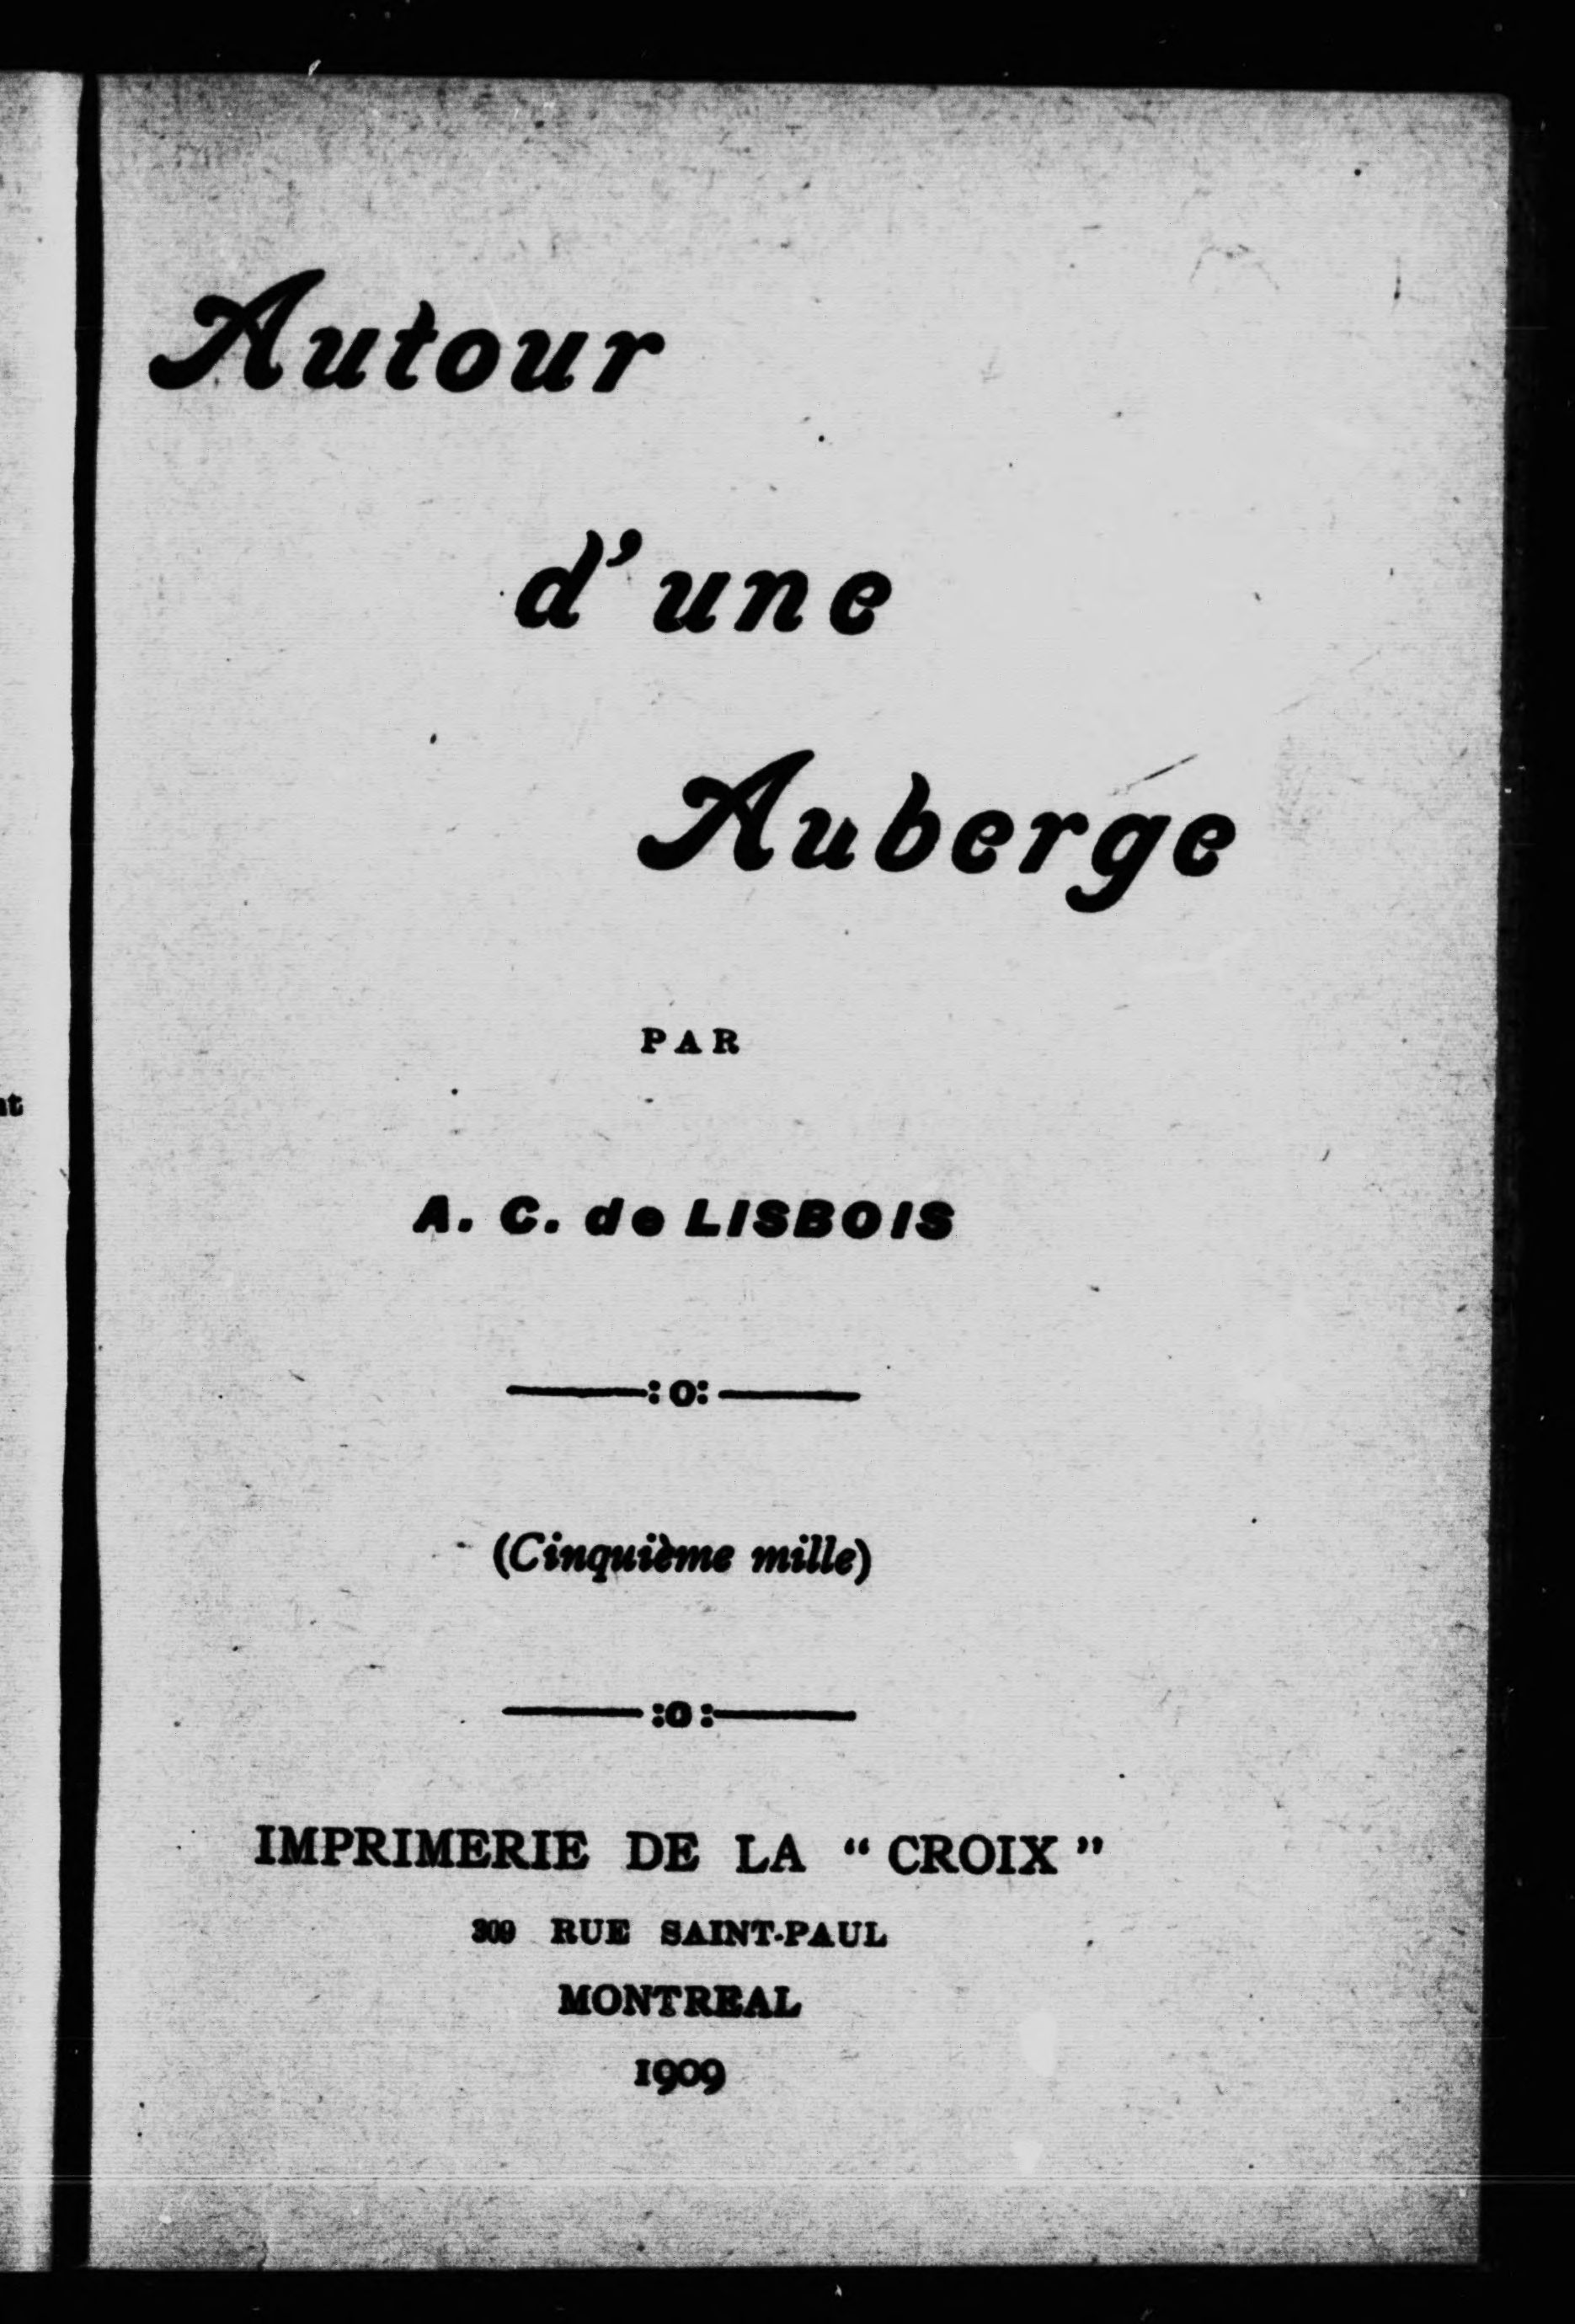 Autour
d'une
Auberge
PAR
A. C. de LISBOIS
——:o:——
(Cinquième mille)
——:o:——
IMPRIMERIE DE LA “ CROIX ”
309 RUE SAINT-PAUL
MONTREAL
1909